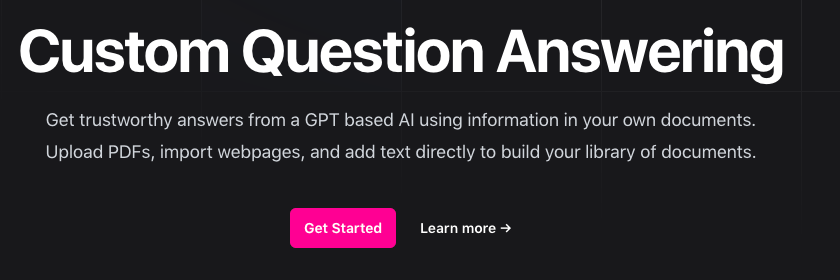 Custom Question Answering
Get trustworthy answers from a GPT based AI using information in your own documents.
Upload PDFs, import webpages, and add text directly to build your library of documents.
Get Started
Learn more →